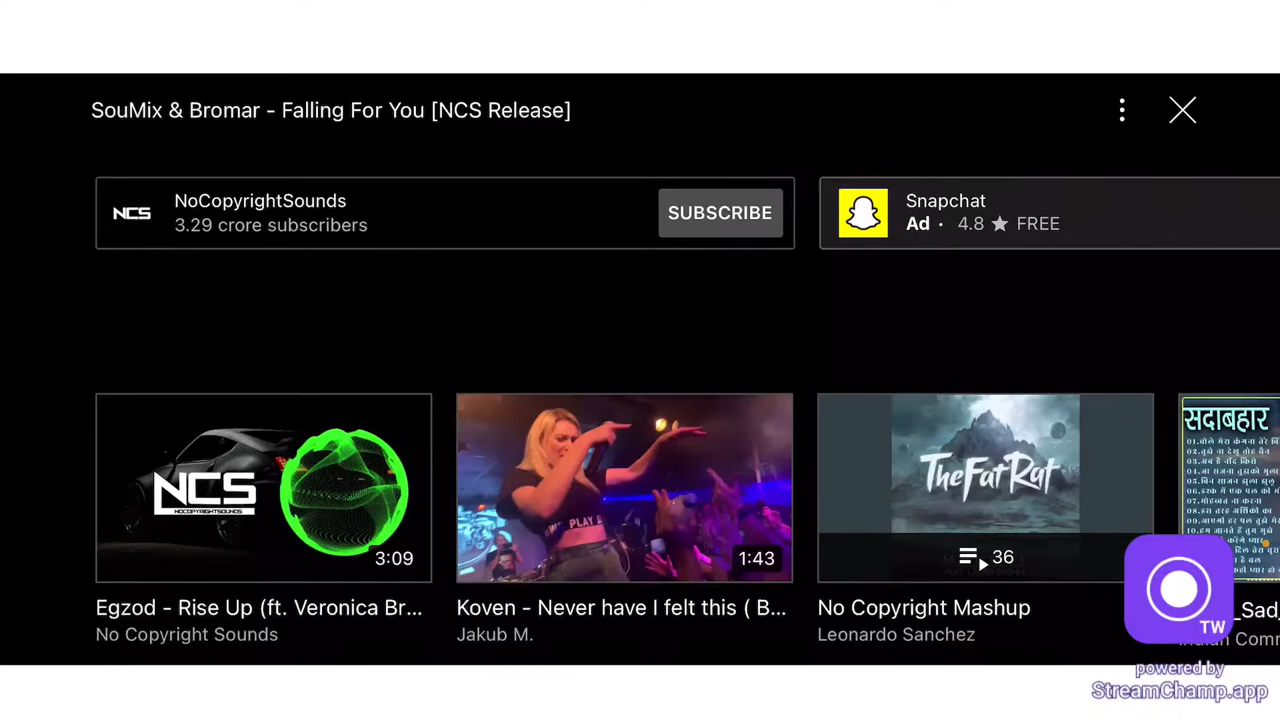 SouMix & Bromar - Falling For You [NCS Release]
NCS
NoCopyrightSounds
3.29 crore subscribers
SUBSCRIBE
Snapchat
Ad · 4.8 ★ FREE
NCS
NOCOPYRIGHTSOUNDS
3:09
1:43
TheFatRat
36
सदाबहार
Egzod - Rise Up (ft. Veronica Br...
No Copyright Sounds
Koven - Never have I felt this ( B...
Jakub M.
No Copyright Mashup
Leonardo Sanchez
_Sad_
TW
powered by
StreamChamp.app